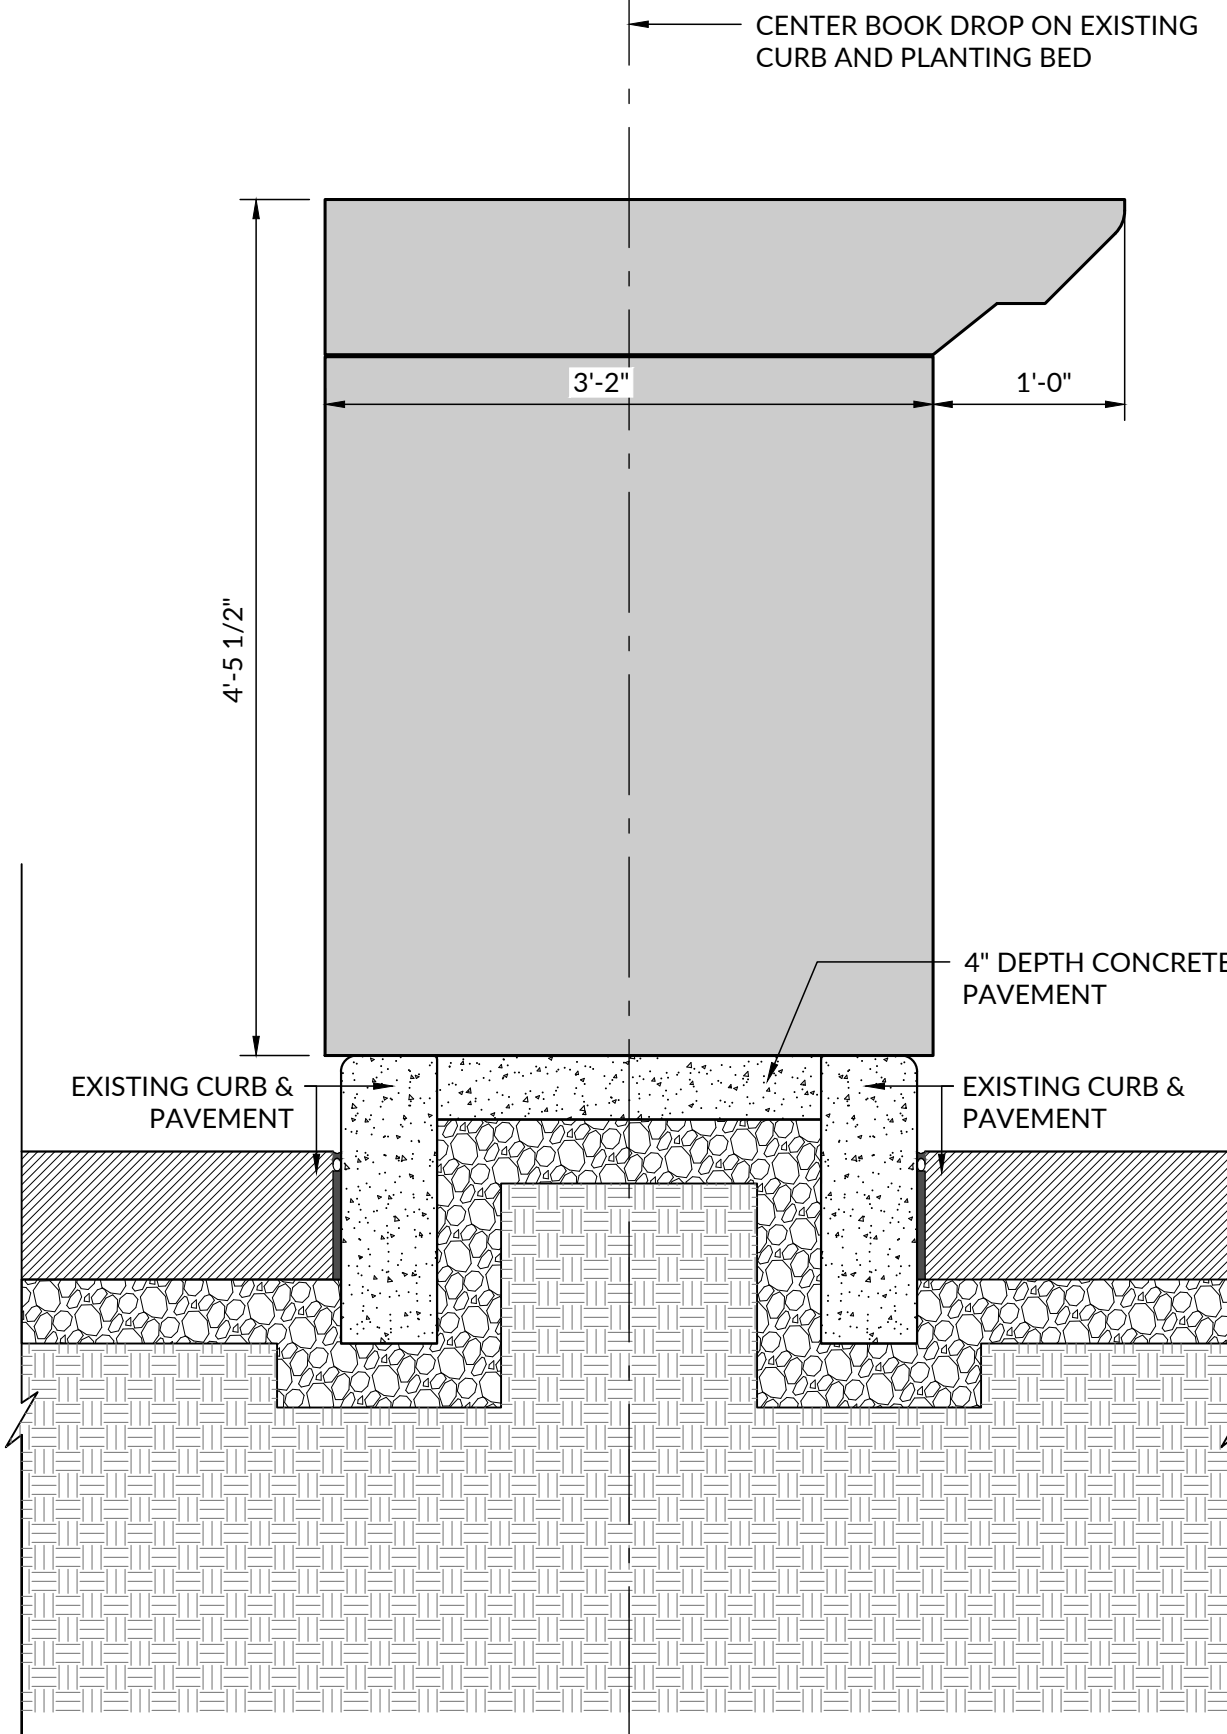 CENTER BOOK DROP ON EXISTING
CURB AND PLANTING BED
3'-2"
1'-0"
4'-5 1/2"
4" DEPTH CONCRETE
PAVEMENT
EXISTING CURB &
PAVEMENT
EXISTING CURB &
PAVEMENT